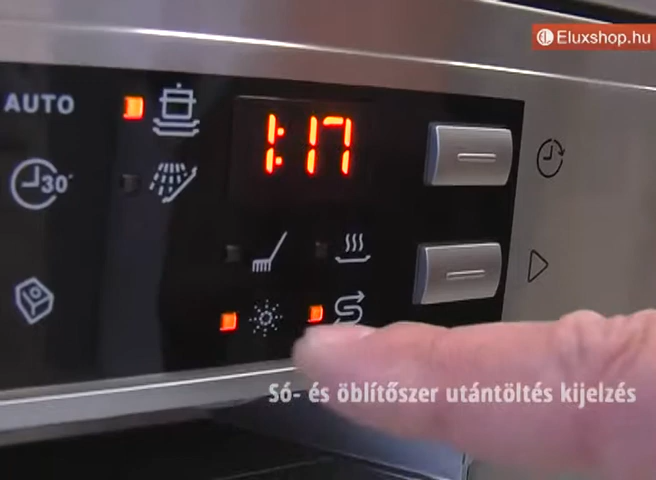 Eluxshop.hu
AUTO
1:17
30'
Só- és öblítőszer utántöltés kijelzés